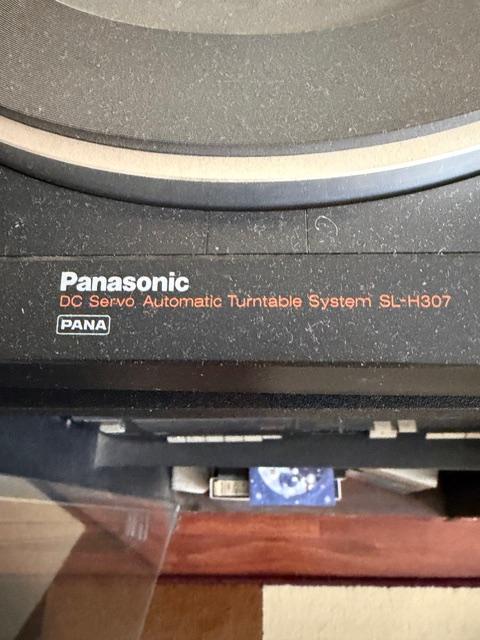 Panasonic
DC Servo Automatic Turntable System SL-H307
PANA